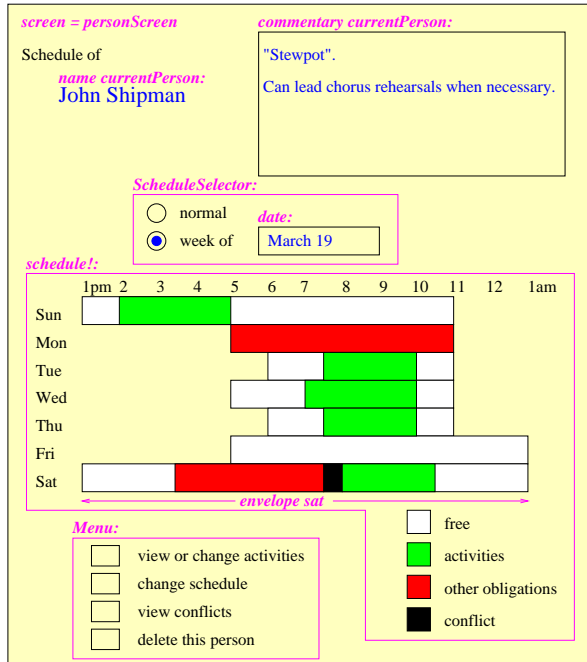 screen = personScreen
commentary currentPerson:
Schedule of
name currentPerson:
John Shipman
"Stewpot".
Can lead chorus rehearsals when necessary.
ScheduleSelector:
normal
date:
week of
March 19
schedule!:
1pm 2 3 4 5 6 7 8 9 10 11 12 1am
Sun
Mon
Tue
Wed
Thu
Fri
Sat
envelope sat
Menu:
view or change activities
change schedule
view conflicts
delete this person
free
activities
other obligations
conflict